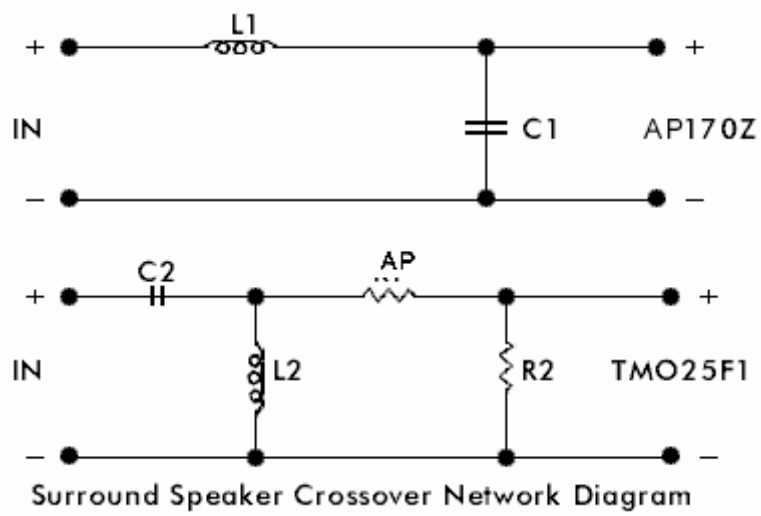 L1
+ +
IN C1 AP170Z
− −
C2 AP
+ +
IN L2 R2 TMO25F1
− −
Surround Speaker Crossover Network Diagram